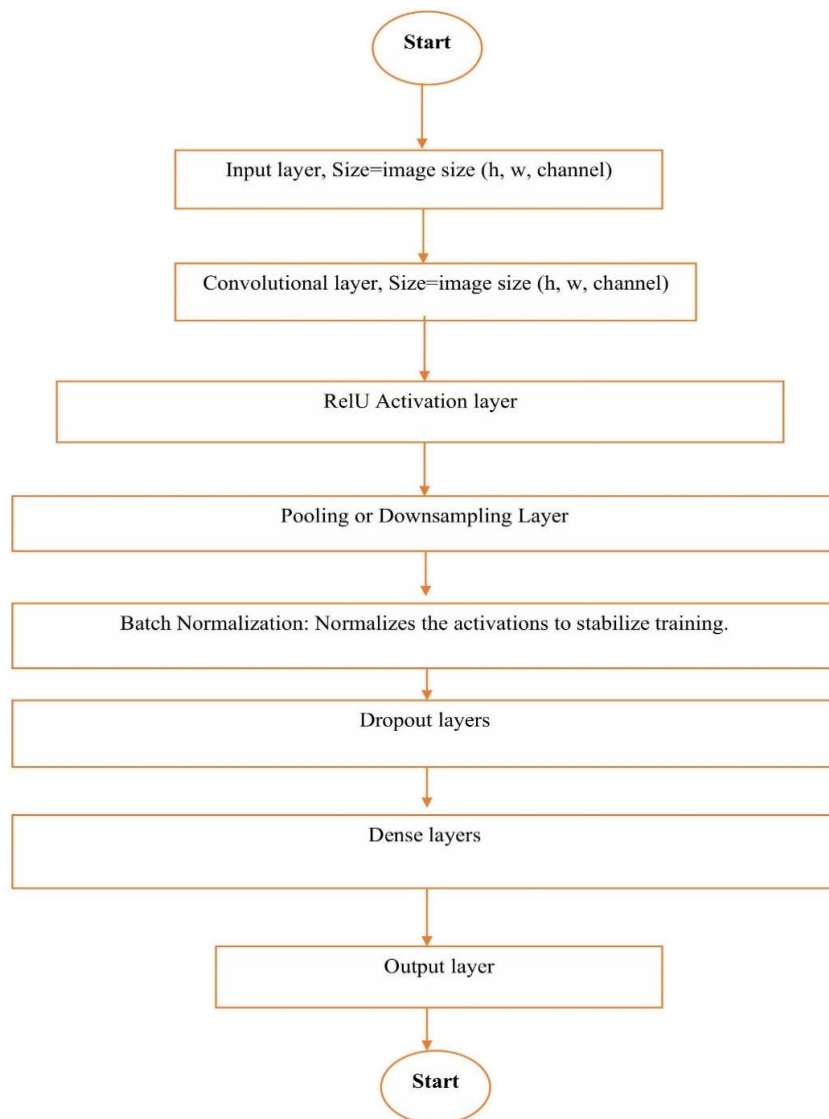 Start
Input layer, Size=image size (h, w, channel)
Convolutional layer, Size=image size (h, w, channel)
RelU Activation layer
Pooling or Downsampling Layer
Batch Normalization: Normalizes the activations to stabilize training.
Dropout layers
Dense layers
Output layer
Start